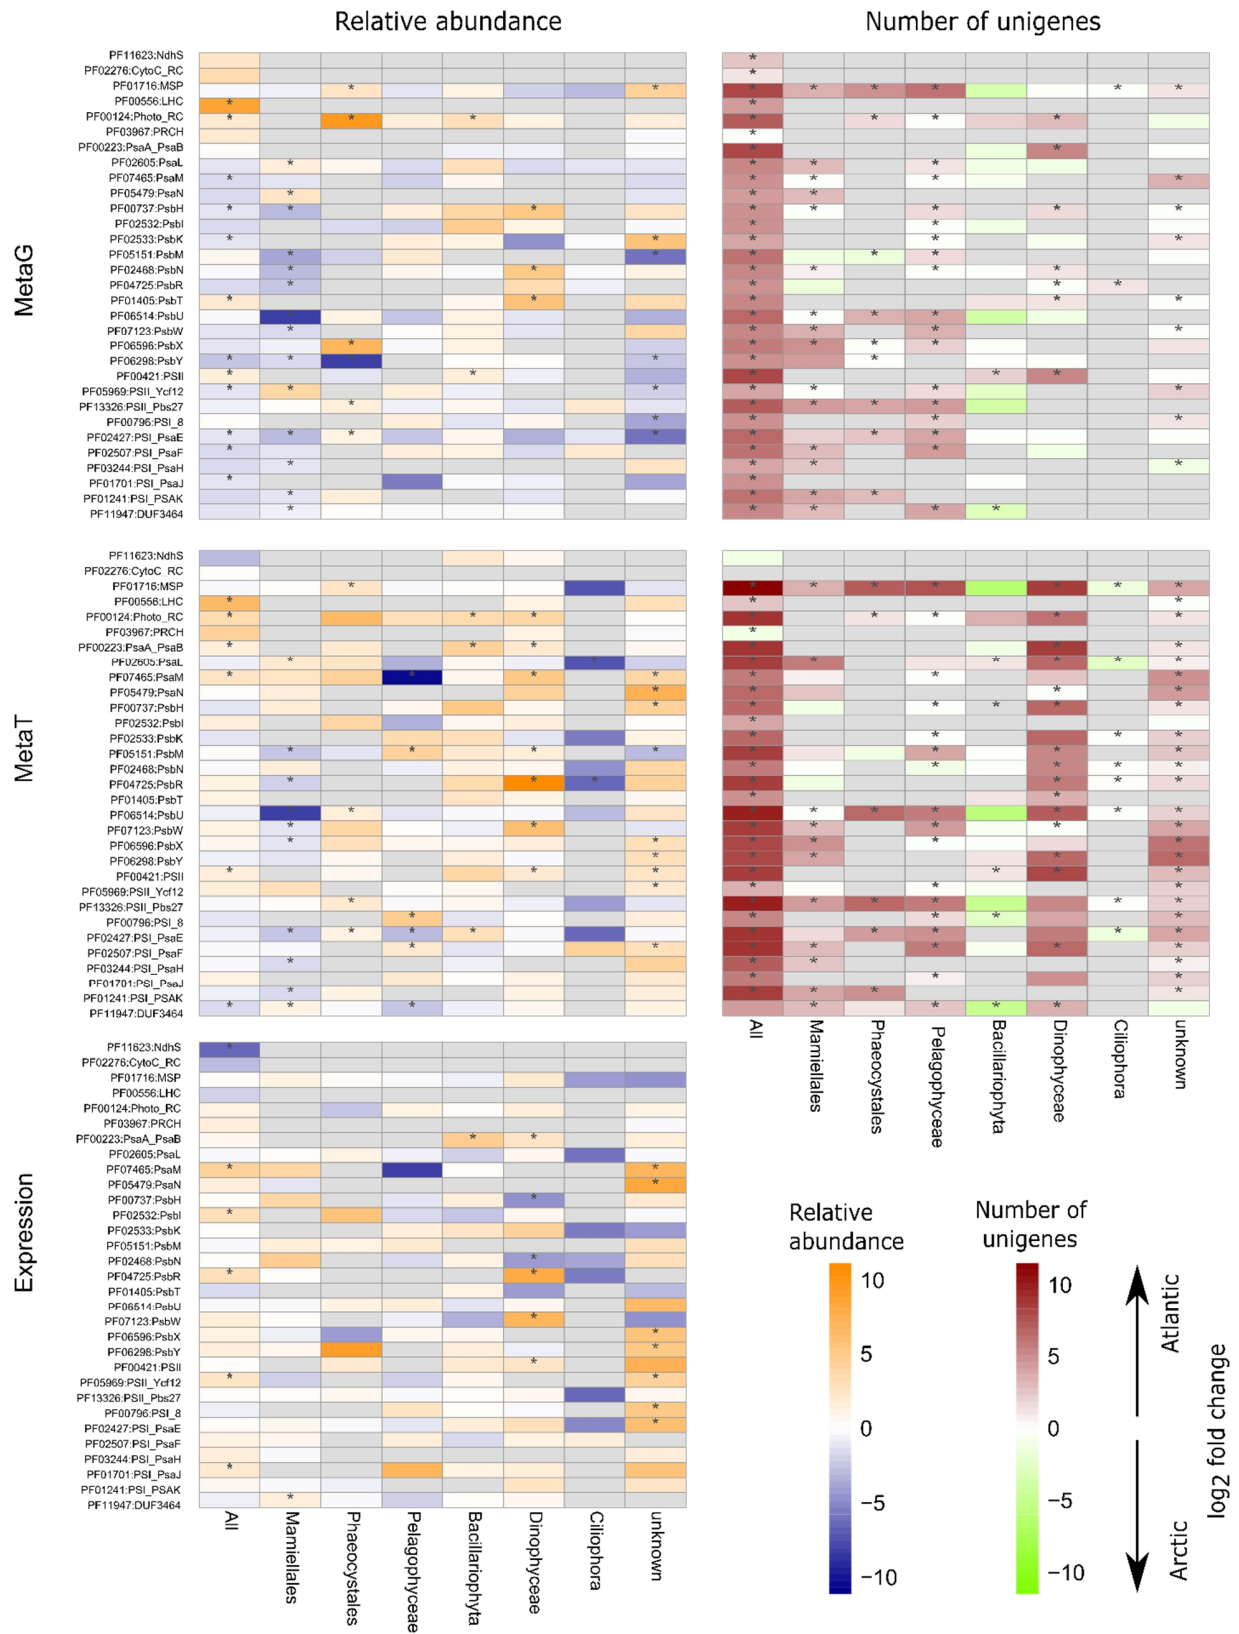 Relative abundance
Number of unigenes
MetaG
PF11623:NdhS
PF02276:CytoC_RC
PF01716:MSP
PF00556:LHC
PF00124:Photo_RC
PF03967:PRCH
PF00223:PsaA_PsaB
PF02605:PsaL
PF07465:PsaM
PF05479:PsaN
PF00737:PsbH
PF02532:PsbI
PF02533:PsbK
PF05151:PsbM
PF02468:PsbN
PF04725:PsbR
PF01405:PsbT
PF06514:PsbU
PF07123:PsbW
PF06596:PsbX
PF06298:PsbY
PF00421:PSII
PF05969:PSII_Ycf12
PF13326:PSII_Pbs27
PF00796:PSI_8
PF02427:PSI_PsaE
PF02507:PSI_PsaF
PF03244:PSI_PsaH
PF01701:PSI_PsaJ
PF01241:PSI_PSAK
PF11947:DUF3464
MetaT
PF11623:NdhS
PF02276:CytoC_RC
PF01716:MSP
PF00556:LHC
PF00124:Photo_RC
PF03967:PRCH
PF00223:PsaA_PsaB
PF02605:PsaL
PF07465:PsaM
PF05479:PsaN
PF00737:PsbH
PF02532:PsbI
PF02533:PsbK
PF05151:PsbM
PF02468:PsbN
PF04725:PsbR
PF01405:PsbT
PF06514:PsbU
PF07123:PsbW
PF06596:PsbX
PF06298:PsbY
PF00421:PSII
PF05969:PSII_Ycf12
PF13326:PSII_Pbs27
PF00796:PSI_8
PF02427:PSI_PsaE
PF02507:PSI_PsaF
PF03244:PSI_PsaH
PF01701:PSI_PsaJ
PF01241:PSI_PSAK
PF11947:DUF3464
All
Mamiellales
Phaeocystales
Pelagophyceae
Bacillariophyta
Dinophyceae
Ciliophora
unknown
Expression
PF11623:NdhS
PF02276:CytoC_RC
PF01716:MSP
PF00556:LHC
PF00124:Photo_RC
PF03967:PRCH
PF00223:PsaA_PsaB
PF02605:PsaL
PF07465:PsaM
PF05479:PsaN
PF00737:PsbH
PF02532:PsbI
PF02533:PsbK
PF05151:PsbM
PF02468:PsbN
PF04725:PsbR
PF01405:PsbT
PF06514:PsbU
PF07123:PsbW
PF06596:PsbX
PF06298:PsbY
PF00421:PSII
PF05969:PSII_Ycf12
PF13326:PSII_Pbs27
PF00796:PSI_8
PF02427:PSI_PsaE
PF02507:PSI_PsaF
PF03244:PSI_PsaH
PF01701:PSI_PsaJ
PF01241:PSI_PSAK
PF11947:DUF3464
All
Mamiellales
Phaeocystales
Pelagophyceae
Bacillariophyta
Dinophyceae
Ciliophora
unknown
Relative
abundance
10
5
0
−5
−10
Number of
unigenes
10
5
0
−5
−10
Atlantic
Arctic
log2 fold change